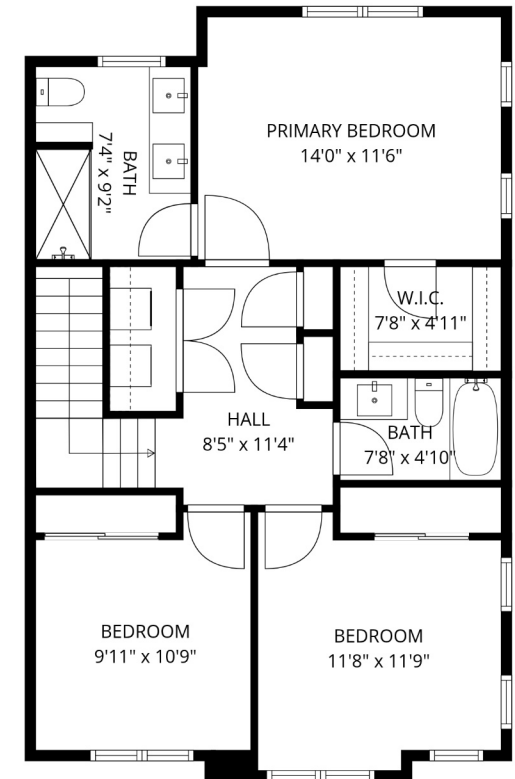 PRIMARY BEDROOM
14'0" x 11'6"
BATH
7'4" x 9'2"
W.I.C.
7'8" x 4'11"
HALL
8'5" x 11'4"
BATH
7'8" x 4'10"
BEDROOM
9'11" x 10'9"
BEDROOM
11'8" x 11'9"